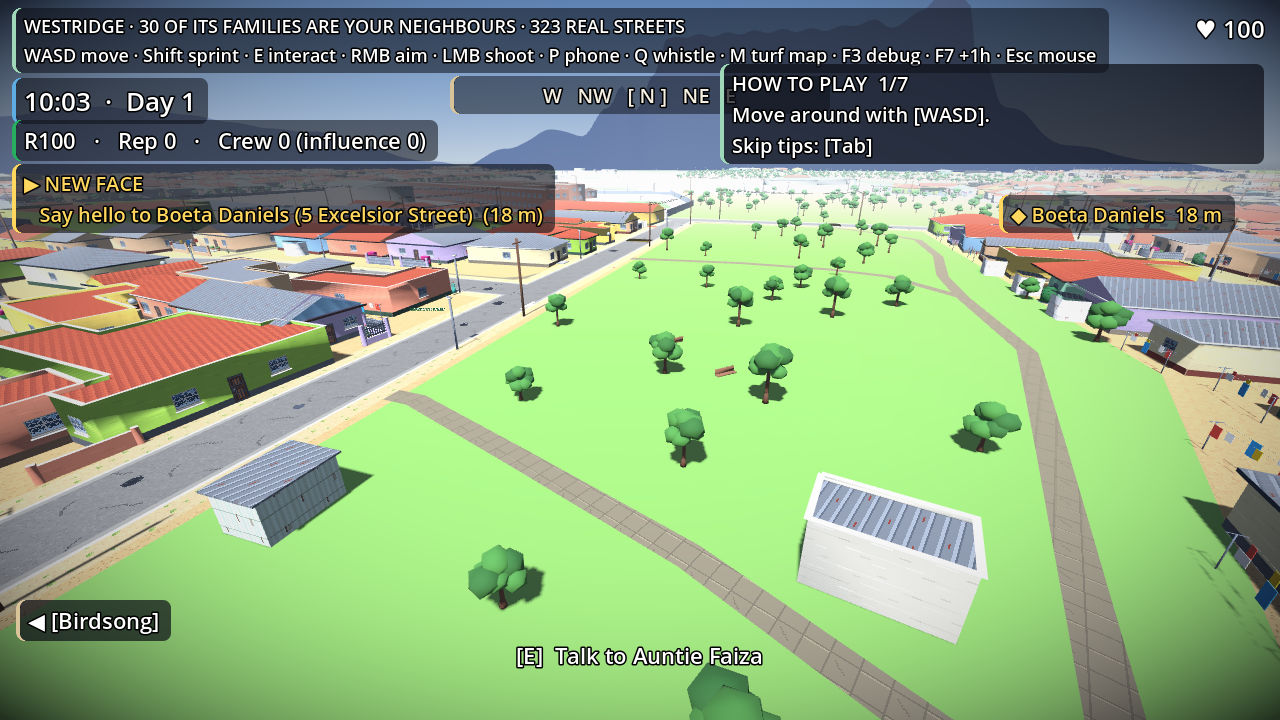 WESTRIDGE · 30 OF ITS FAMILIES ARE YOUR NEIGHBOURS · 323 REAL STREETS
WASD move · Shift sprint · E interact · RMB aim · LMB shoot · P phone · Q whistle · M turf map · F3 debug · F7 +1h · Esc mouse
♥ 100
10:03 · Day 1
W NW [ N ] NE E
HOW TO PLAY 1/7
Move around with [WASD].
Skip tips: [Tab]
R100 · Rep 0 · Crew 0 (influence 0)
▶ NEW FACE
Say hello to Boeta Daniels (5 Excelsior Street) (18 m)
◆ Boeta Daniels 18 m
◀ [Birdsong]
[E] Talk to Auntie Faiza